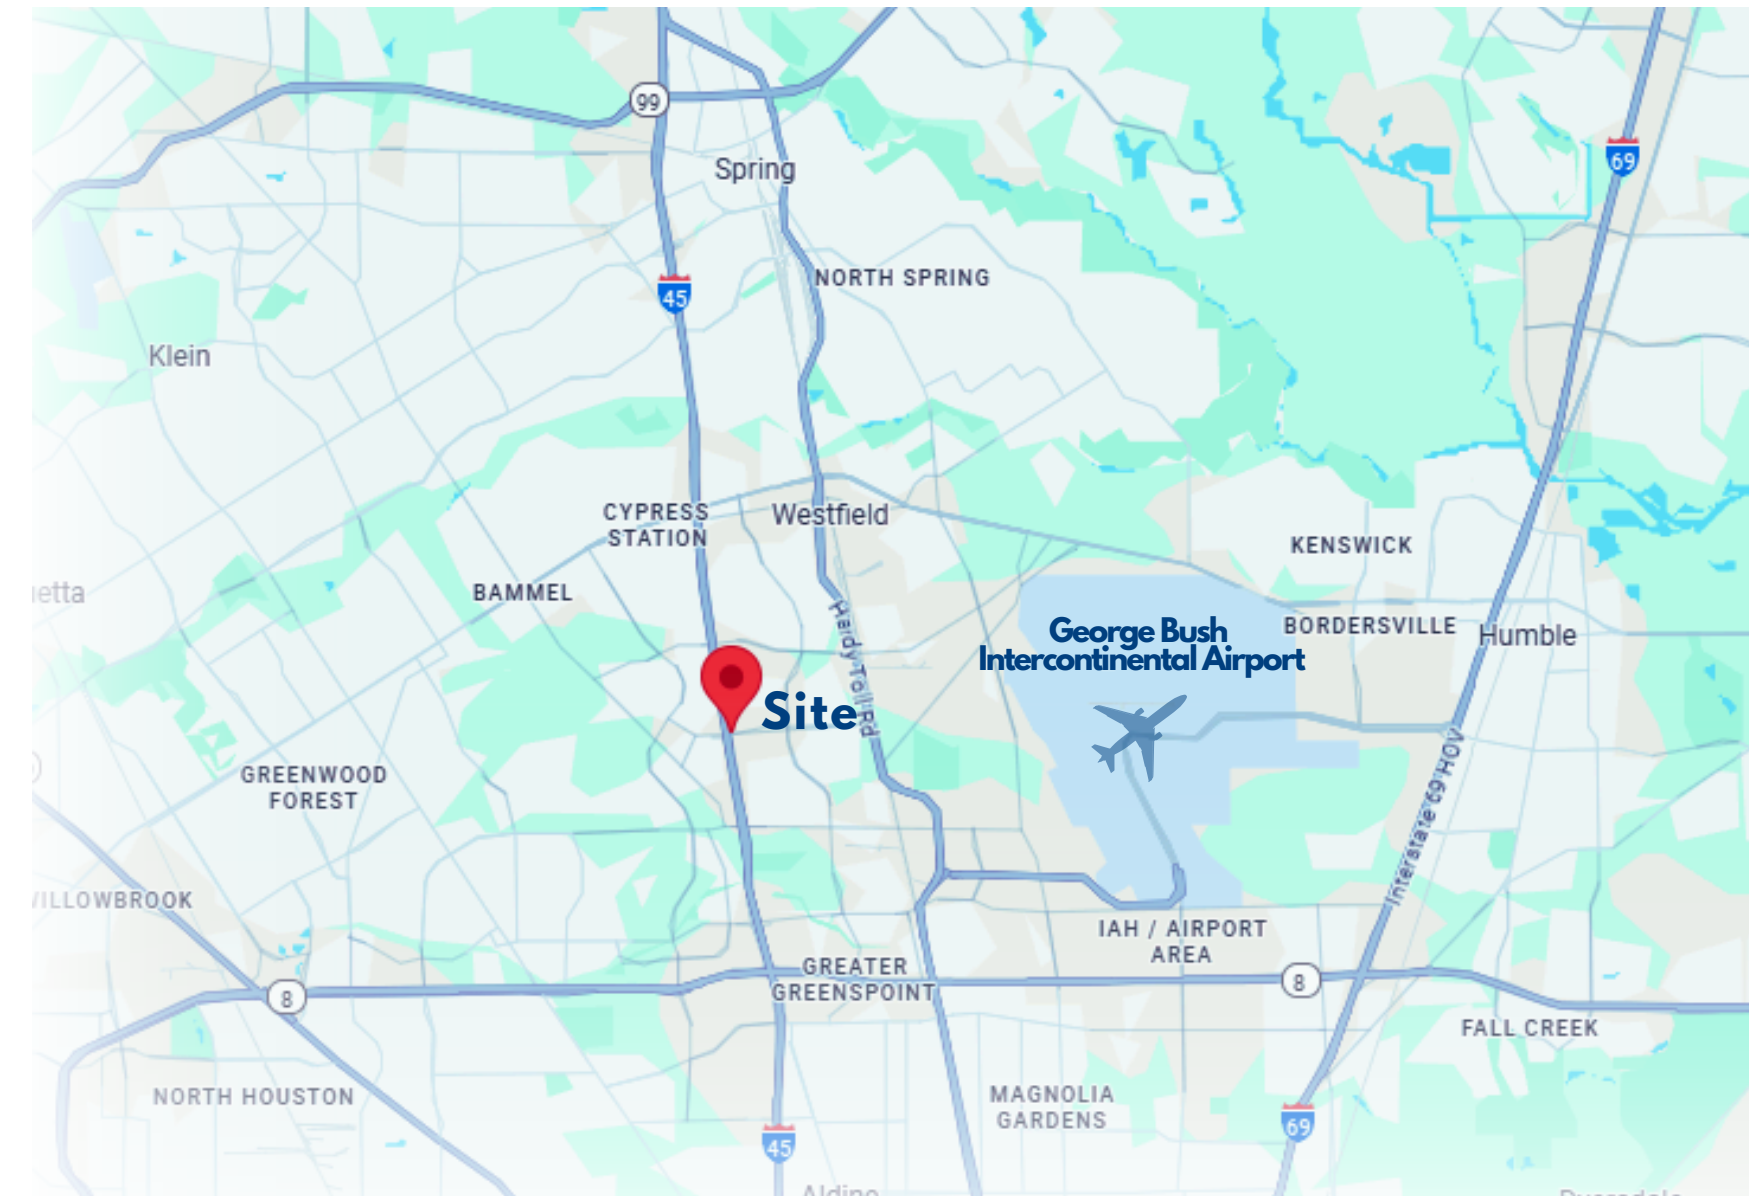 99
69
Spring
NORTH SPRING
45
Klein
CYPRESS
STATION
Westfield
KENSWICK
BAMMEL
Hardy Toll Rd
George Bush
Intercontinental Airport
BORDERSVILLE
Humble
Site
Interstate 69 HOV
GREENWOOD
FOREST
IAH / AIRPORT
AREA
GREATER
GREENSPOINT
8
8
FALL CREEK
NORTH HOUSTON
MAGNOLIA
GARDENS
69
45